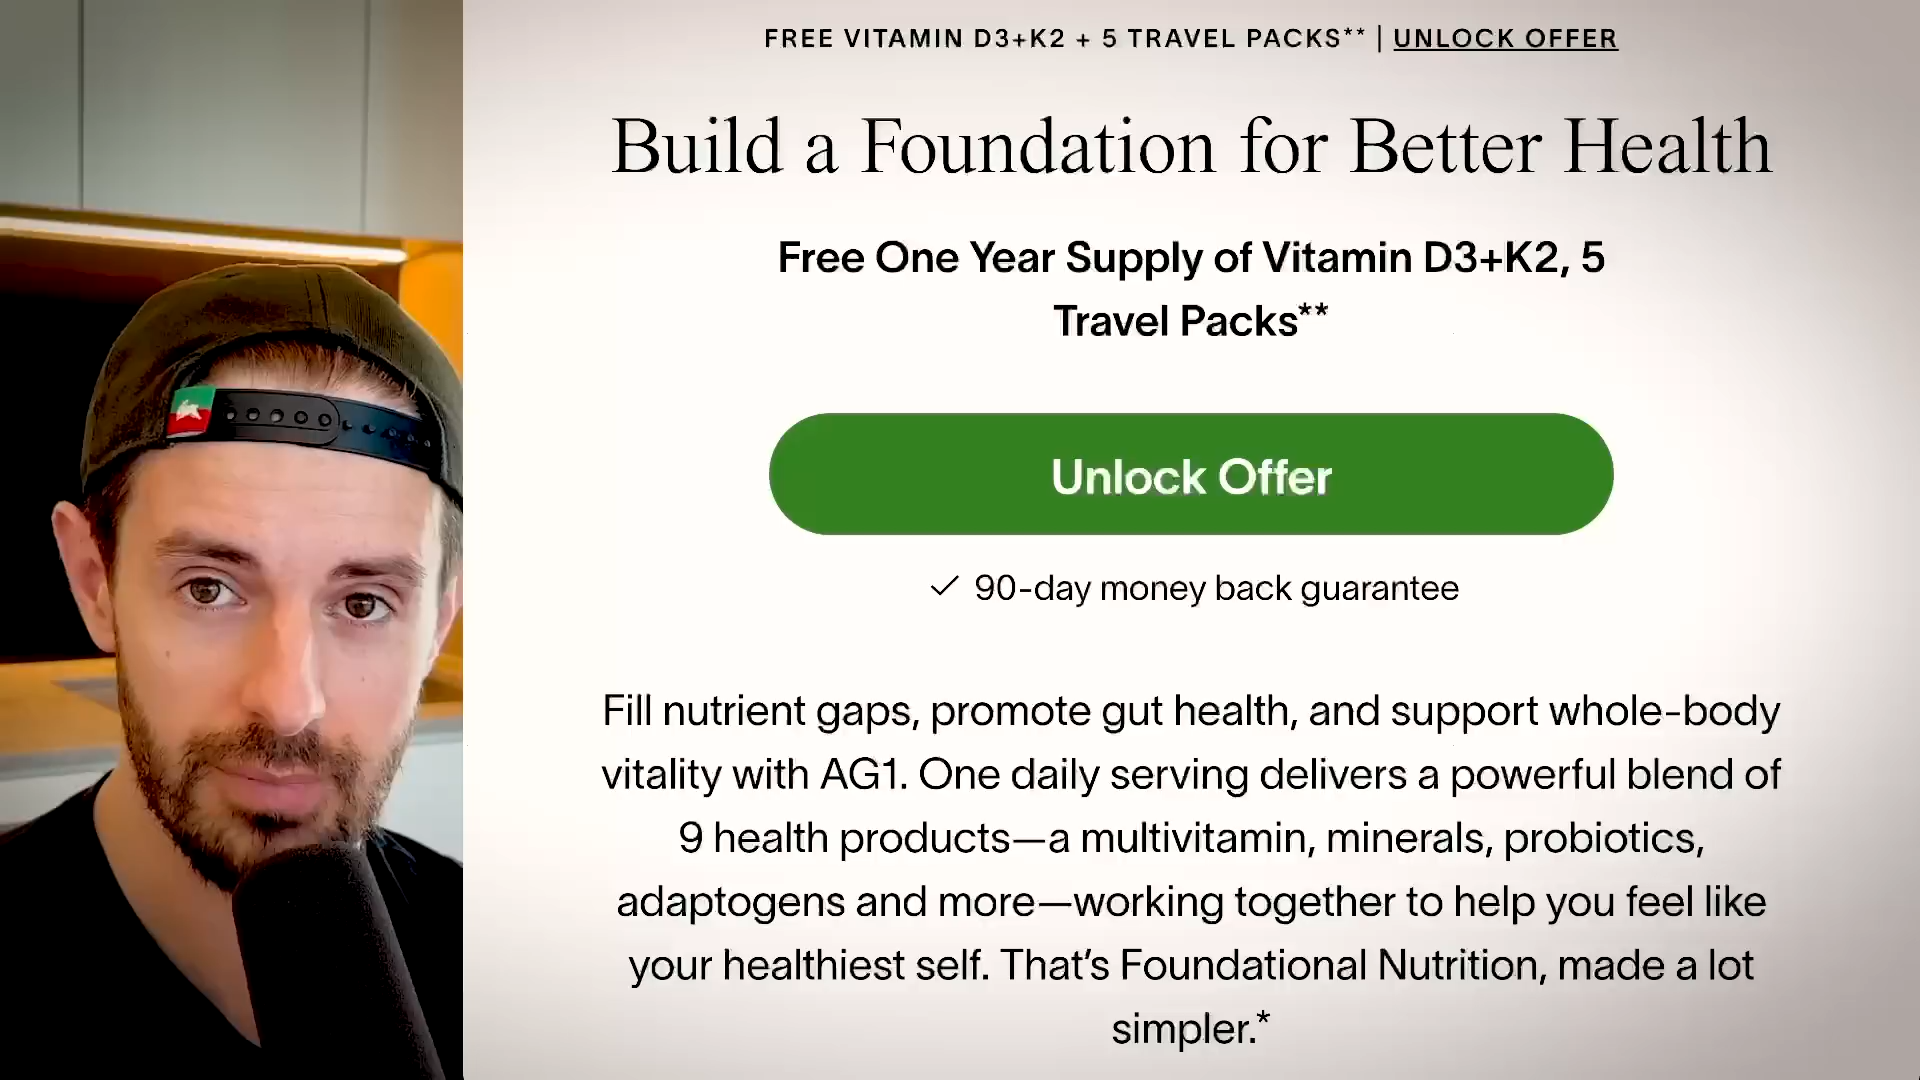 FREE VITAMIN D3+K2 + 5 TRAVEL PACKS** | UNLOCK OFFER
Build a Foundation for Better Health
Free One Year Supply of Vitamin D3+K2, 5
Travel Packs**
Unlock Offer
✓ 90-day money back guarantee
Fill nutrient gaps, promote gut health, and support whole-body
vitality with AG1. One daily serving delivers a powerful blend of
9 health products—a multivitamin, minerals, probiotics,
adaptogens and more—working together to help you feel like
your healthiest self. That’s Foundational Nutrition, made a lot
simpler.*